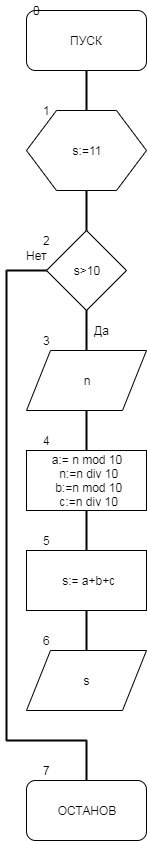 0
ПУСК
1
s:=11
2
Нет
s>10
Да
3
n
4
a:= n mod 10
n:=n div 10
b:=n mod 10
c:=n div 10
5
s:= a+b+c
6
s
7
ОСТАНОВ